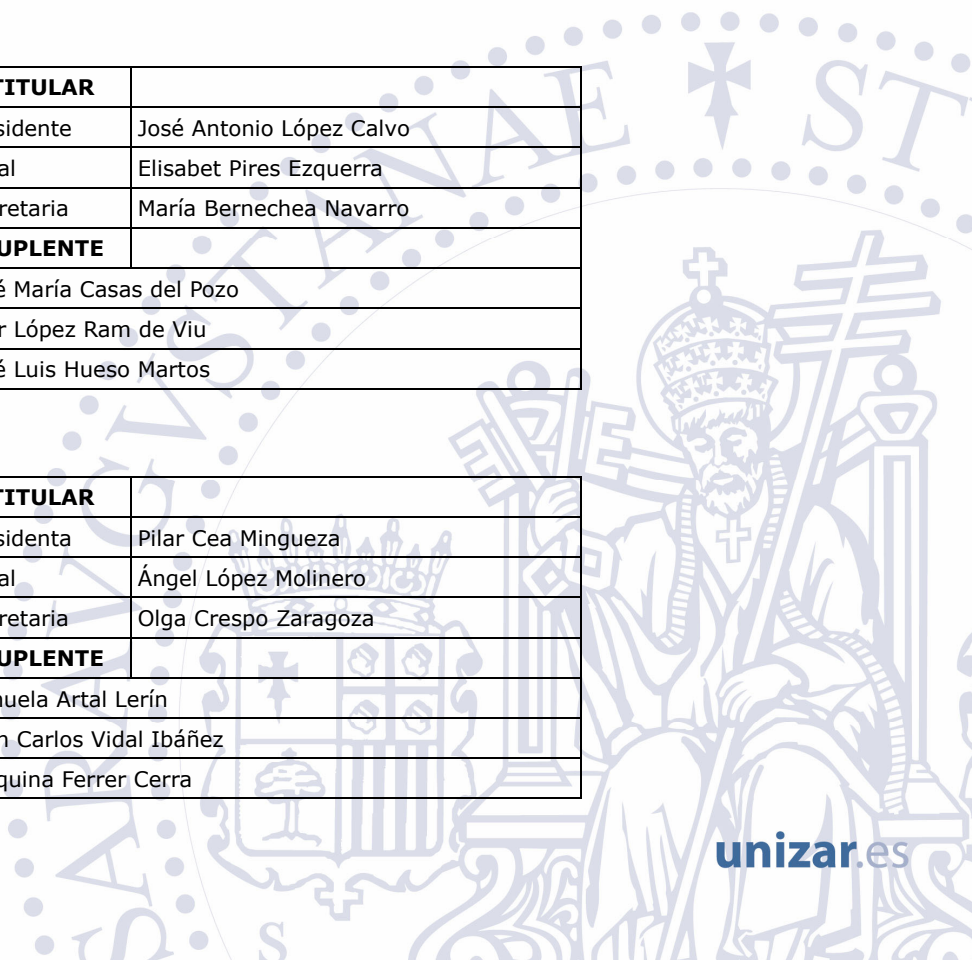 TITULAR
sidente José Antonio López Calvo
al Elisabet Pires Ezquerra
retaria María Bernechea Navarro
UPLENTE
é María Casas del Pozo
r López Ram de Viu
é Luis Hueso Martos
TITULAR
sidenta Pilar Cea Mingueza
al Ángel López Molinero
retaria Olga Crespo Zaragoza
UPLENTE
nuela Artal Lerín
n Carlos Vidal Ibáñez
quina Ferrer Cerra
unizar.es
SARAVGVSTANAE ST
S